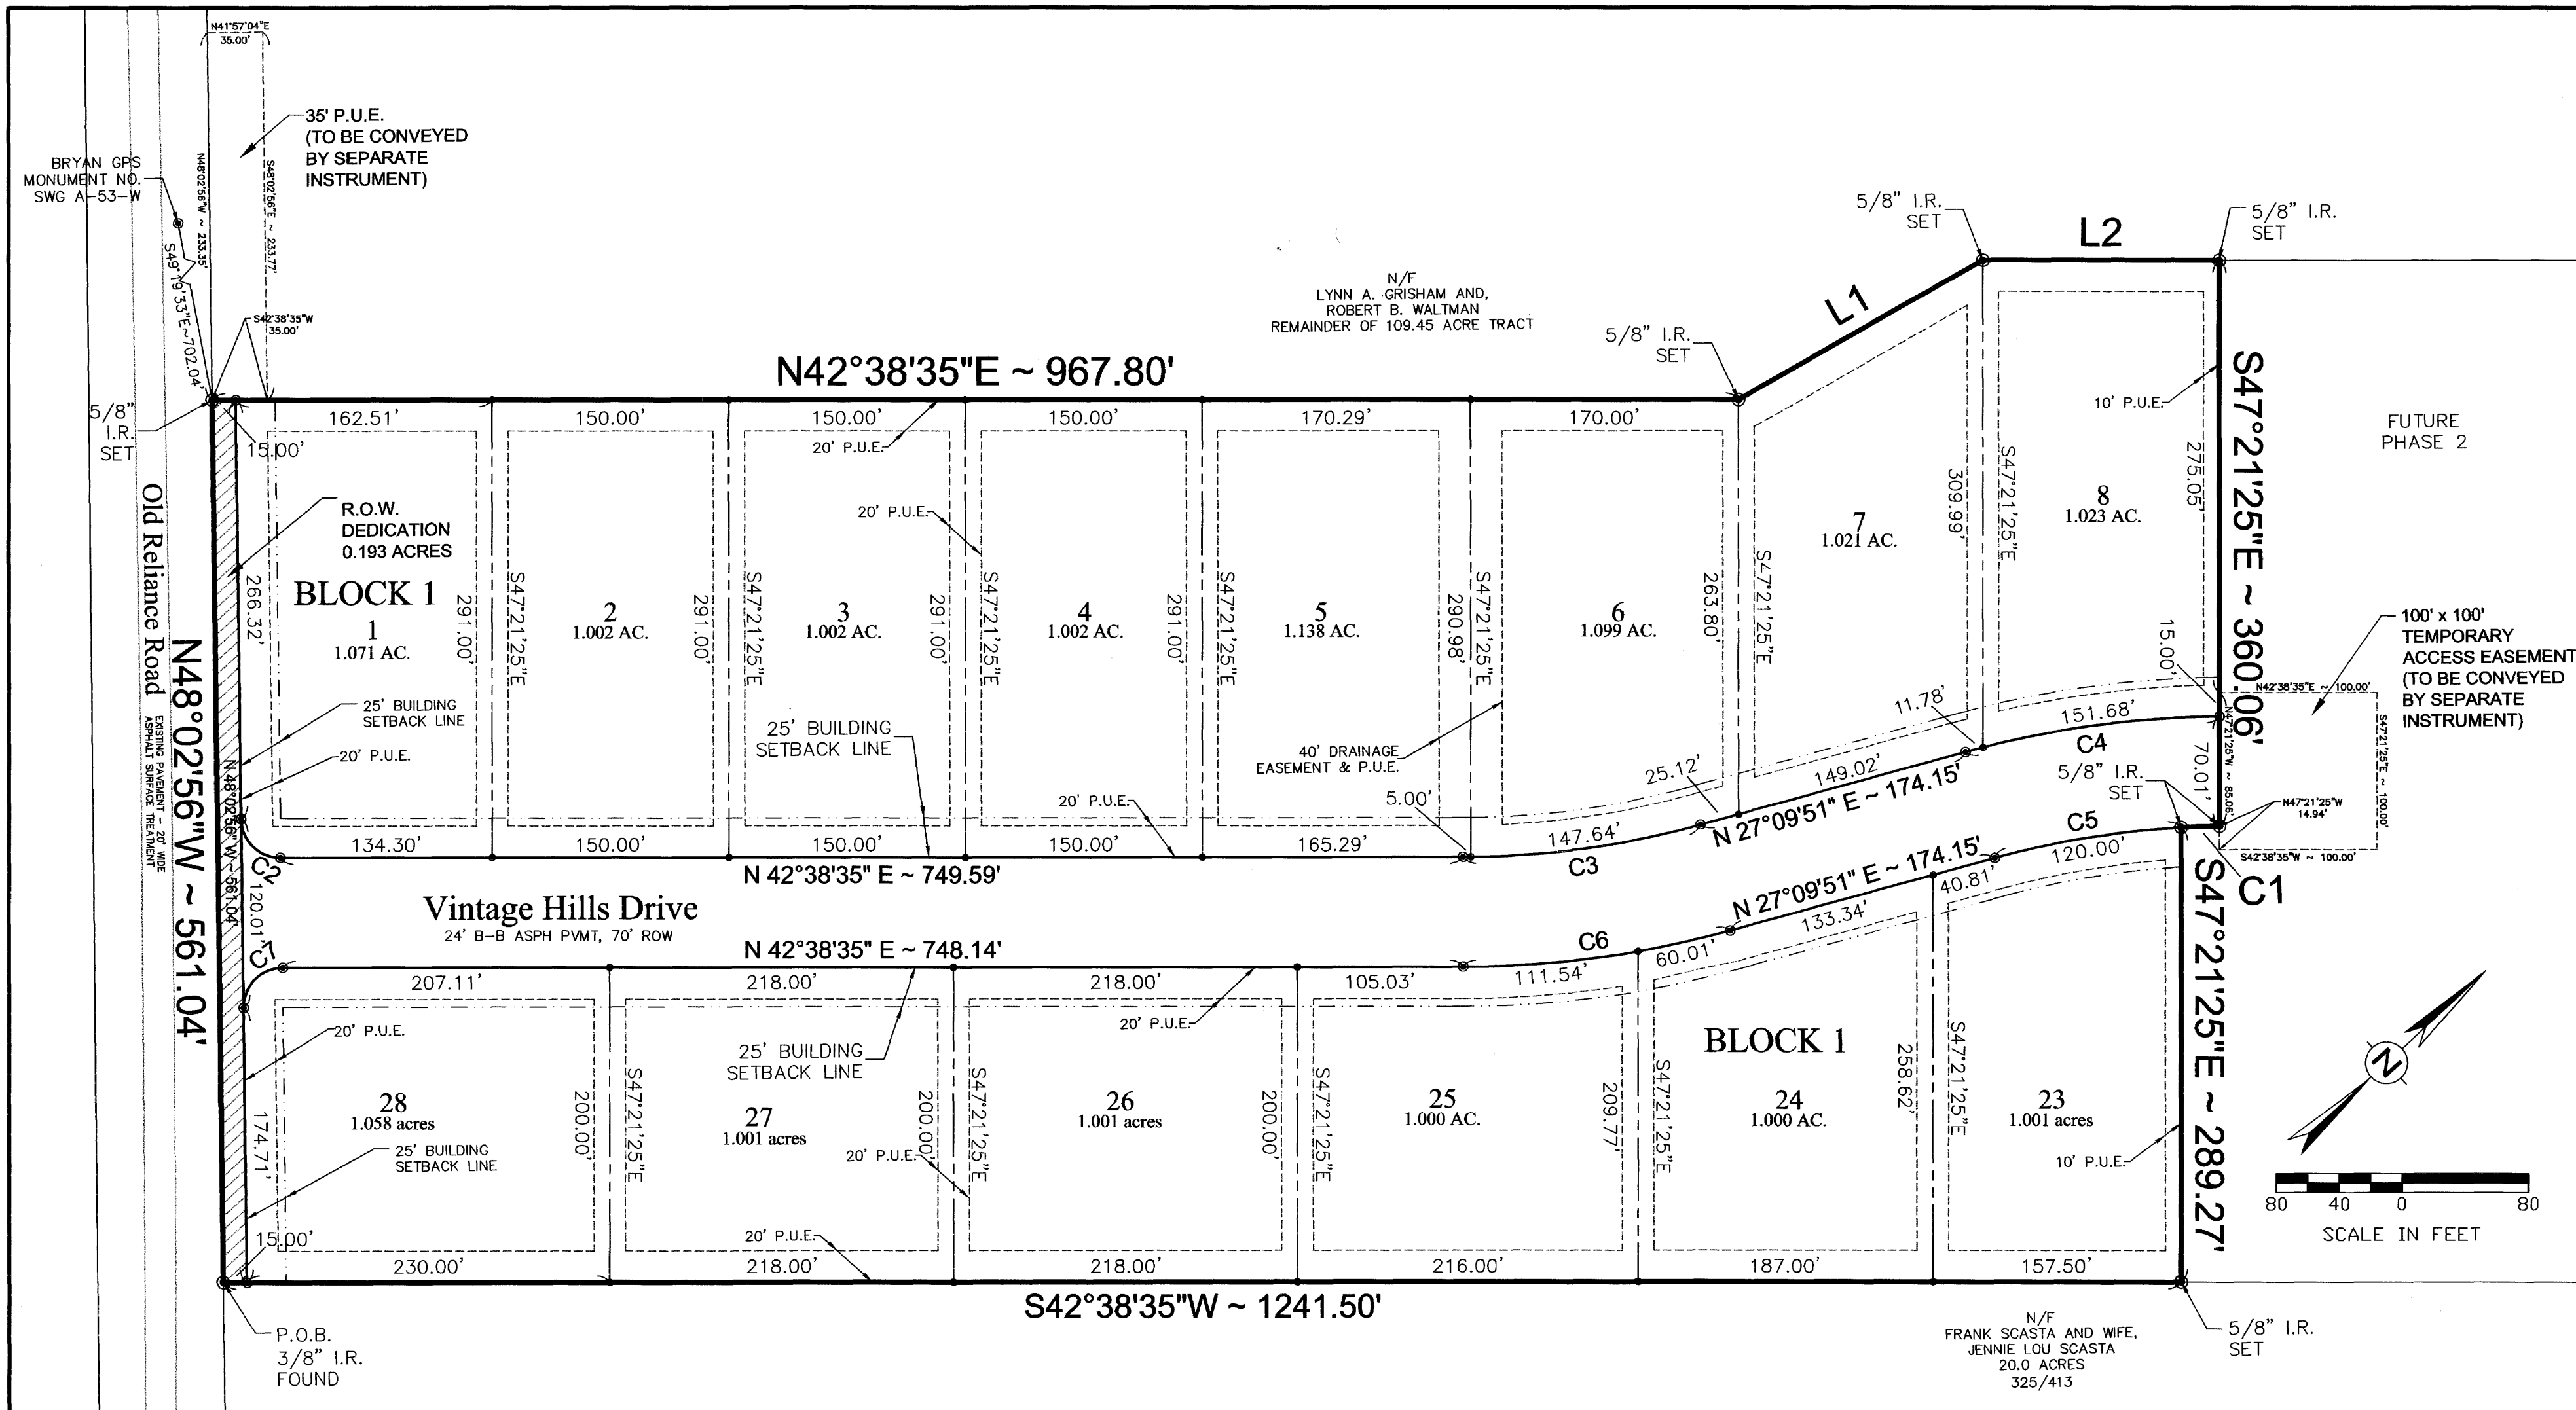 N41°57'04"E
35.00'
35' P.U.E.
(TO BE CONVEYED
BY SEPARATE
INSTRUMENT)
BRYAN GPS
MONUMENT NO.
SWG A-53-W
N48°02'56"W ~ 233.35'
S48°02'56"E ~ 233.77'
S49°19'33"E~702.04'
S42°38'35"W
35.00'
N/F
LYNN A. GRISHAM AND,
ROBERT B. WALTMAN
REMAINDER OF 109.45 ACRE TRACT
5/8" I.R.
SET
5/8" I.R.
SET
5/8" I.R.
SET
L1
L2
N42°38'35"E ~ 967.80'
5/8"
I.R.
SET
162.51'
150.00'
150.00'
150.00'
170.29'
170.00'
15.00'
20' P.U.E.
20' P.U.E.
10' P.U.E.
S47°21'25"E ~ 360.06'
FUTURE
PHASE 2
Old Reliance Road
EXISTING PAVEMENT - 20' WIDE
ASPHALT SURFACE TREATMENT
N48°02'56"W ~ 561.04'
N 48°02'56" W ~ 561.04'
R.O.W.
DEDICATION
0.193 ACRES
266.32'
BLOCK 1
1
1.071 AC.
291.00'
S47°21'25"E
2
1.002 AC.
291.00'
S47°21'25"E
3
1.002 AC.
291.00'
S47°21'25"E
4
1.002 AC.
291.00'
S47°21'25"E
5
1.138 AC.
290.98'
S47°21'25"E
6
1.099 AC.
263.80'
S47°21'25"E
7
1.021 AC.
309.99'
S47°21'25"E
8
1.023 AC.
275.05'
15.00'
25' BUILDING
SETBACK LINE
20' P.U.E.
25' BUILDING
SETBACK LINE
20' P.U.E.
40' DRAINAGE
EASEMENT & P.U.E.
5.00'
25.12'
11.78'
151.68'
C4
149.02'
N 27°09'51" E ~ 174.15'
147.64'
C3
134.30'
150.00'
150.00'
150.00'
165.29'
C2
N 42°38'35" E ~ 749.59'
100' x 100'
TEMPORARY
ACCESS EASEMENT
(TO BE CONVEYED
BY SEPARATE
INSTRUMENT)
N42°38'35"E ~ 100.00'
N47°21'25"W ~ 85.06'
S47°21'25"E ~ 100.00'
N47°21'25"W
14.94'
S42°38'35"W ~ 100.00'
70.01'
5/8" I.R.
SET
C1
Vintage Hills Drive
24' B-B ASPH PVMT, 70' ROW
120.01'
C7
N 42°38'35" E ~ 748.14'
C5
120.00'
N 27°09'51" E ~ 174.15'
40.81'
133.34'
C6
60.01'
111.54'
207.11'
218.00'
218.00'
105.03'
20' P.U.E.
25' BUILDING
SETBACK LINE
20' P.U.E.
BLOCK 1
28
1.058 acres
200.00'
S47°21'25"E
27
1.001 acres
200.00'
S47°21'25"E
26
1.001 acres
200.00'
S47°21'25"E
25
1.000 AC.
209.77'
S47°21'25"E
24
1.000 AC.
258.62'
S47°21'25"E
23
1.001 acres
S47°21'25"E ~ 289.27'
174.71'
25' BUILDING
SETBACK LINE
20' P.U.E.
10' P.U.E.
20' P.U.E.
15.00'
230.00'
218.00'
218.00'
216.00'
187.00'
157.50'
S42°38'35"W ~ 1241.50'
N
80 40 0 80
SCALE IN FEET
P.O.B.
3/8" I.R.
FOUND
N/F
FRANK SCASTA AND WIFE,
JENNIE LOU SCASTA
20.0 ACRES
325/413
5/8" I.R.
SET